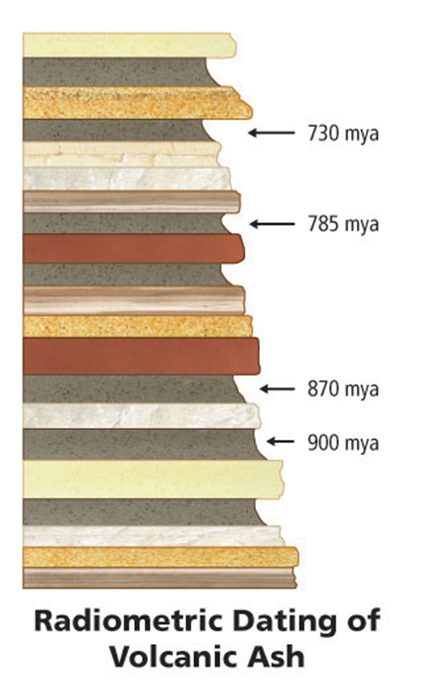 730 mya
785 mya
870 mya
900 mya
Radiometric Dating of
Volcanic Ash